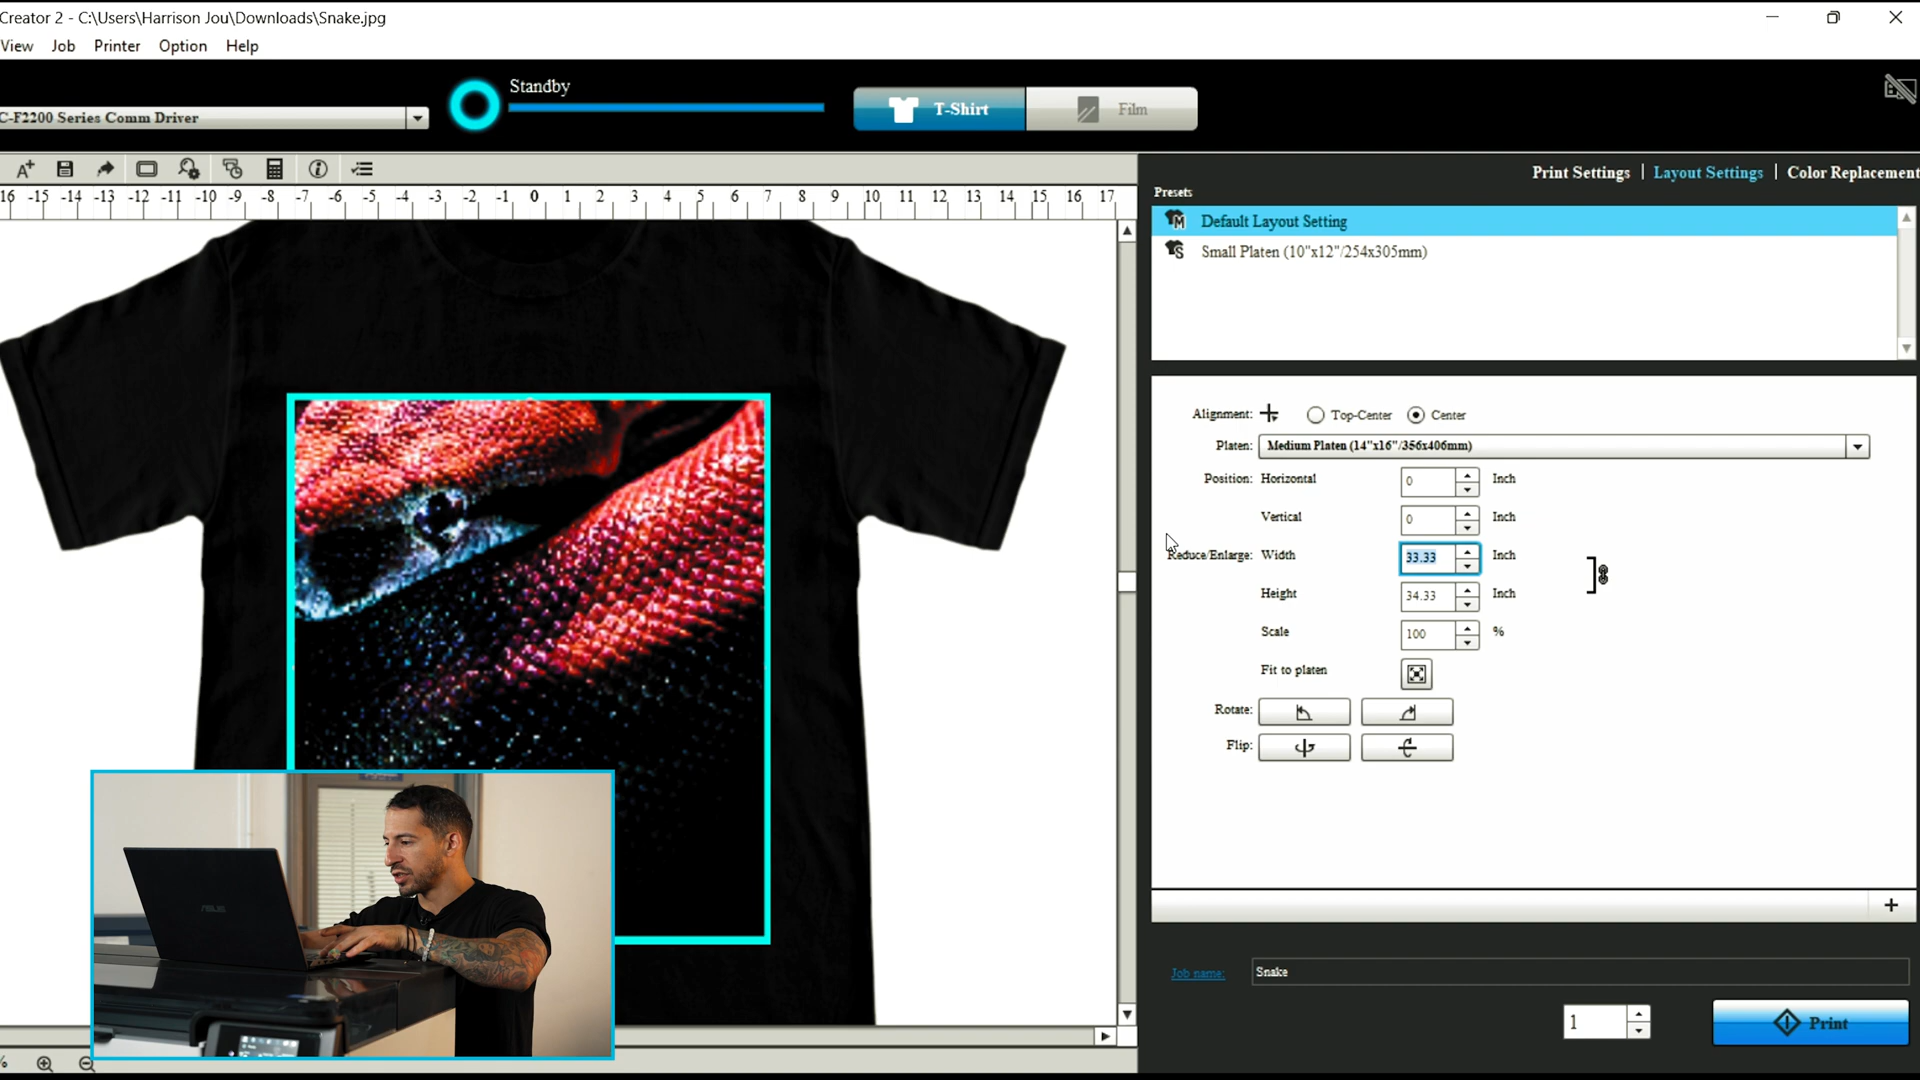 Creator 2 - C:\Users\Harrison Jou\Downloads\Snake.jpg
View Job Printer Option Help
C-F2200 Series Comm Driver
Standby
T-Shirt
Film
16 -15 -14 -13 -12 -11 -10 -9 -8 -7 -6 -5 -4 -3 -2 -1 0 1 2 3 4 5 6 7 8 9 10 11 12 13 14 15 16 17
Print Settings | Layout Settings | Color Replacement
Presets
M Default Layout Setting
S Small Platen (10"x12"/254x305mm)
Alignment: Top-Center Center
Platen: Medium Platen (14"x16"/356x406mm)
Position: Horizontal 0 Inch
Vertical 0 Inch
Reduce/Enlarge: Width 33.33 Inch
Height 34.33 Inch
Scale 100 %
Fit to platen
Rotate:
Flip:
Job name: Snake
1
Print
ASUS
%